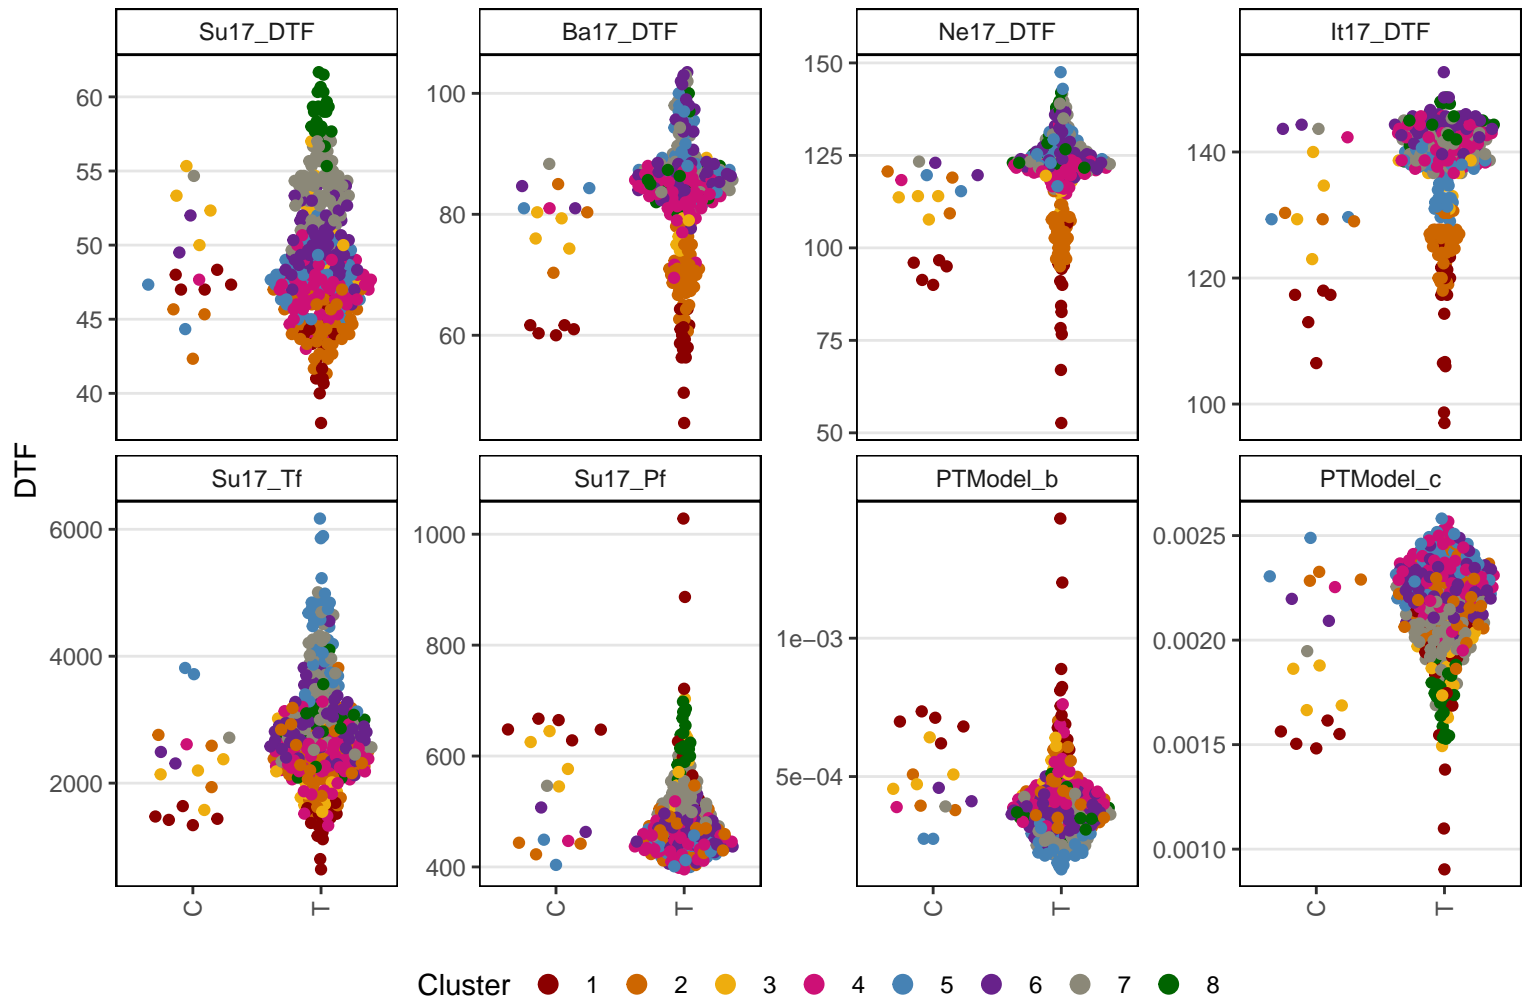 Su17_DTF
Ba17_DTF
Ne17_DTF
It17_DTF
60
55
50
45
40
100
80
60
150
125
100
75
50
140
120
100
DTF
Su17_Tf
Su17_Pf
PTModel_b
PTModel_c
6000
4000
2000
1000
800
600
400
1e−03
5e−04
0.0025
0.0020
0.0015
0.0010
C T C T C T C T
Cluster 1 2 3 4 5 6 7 8